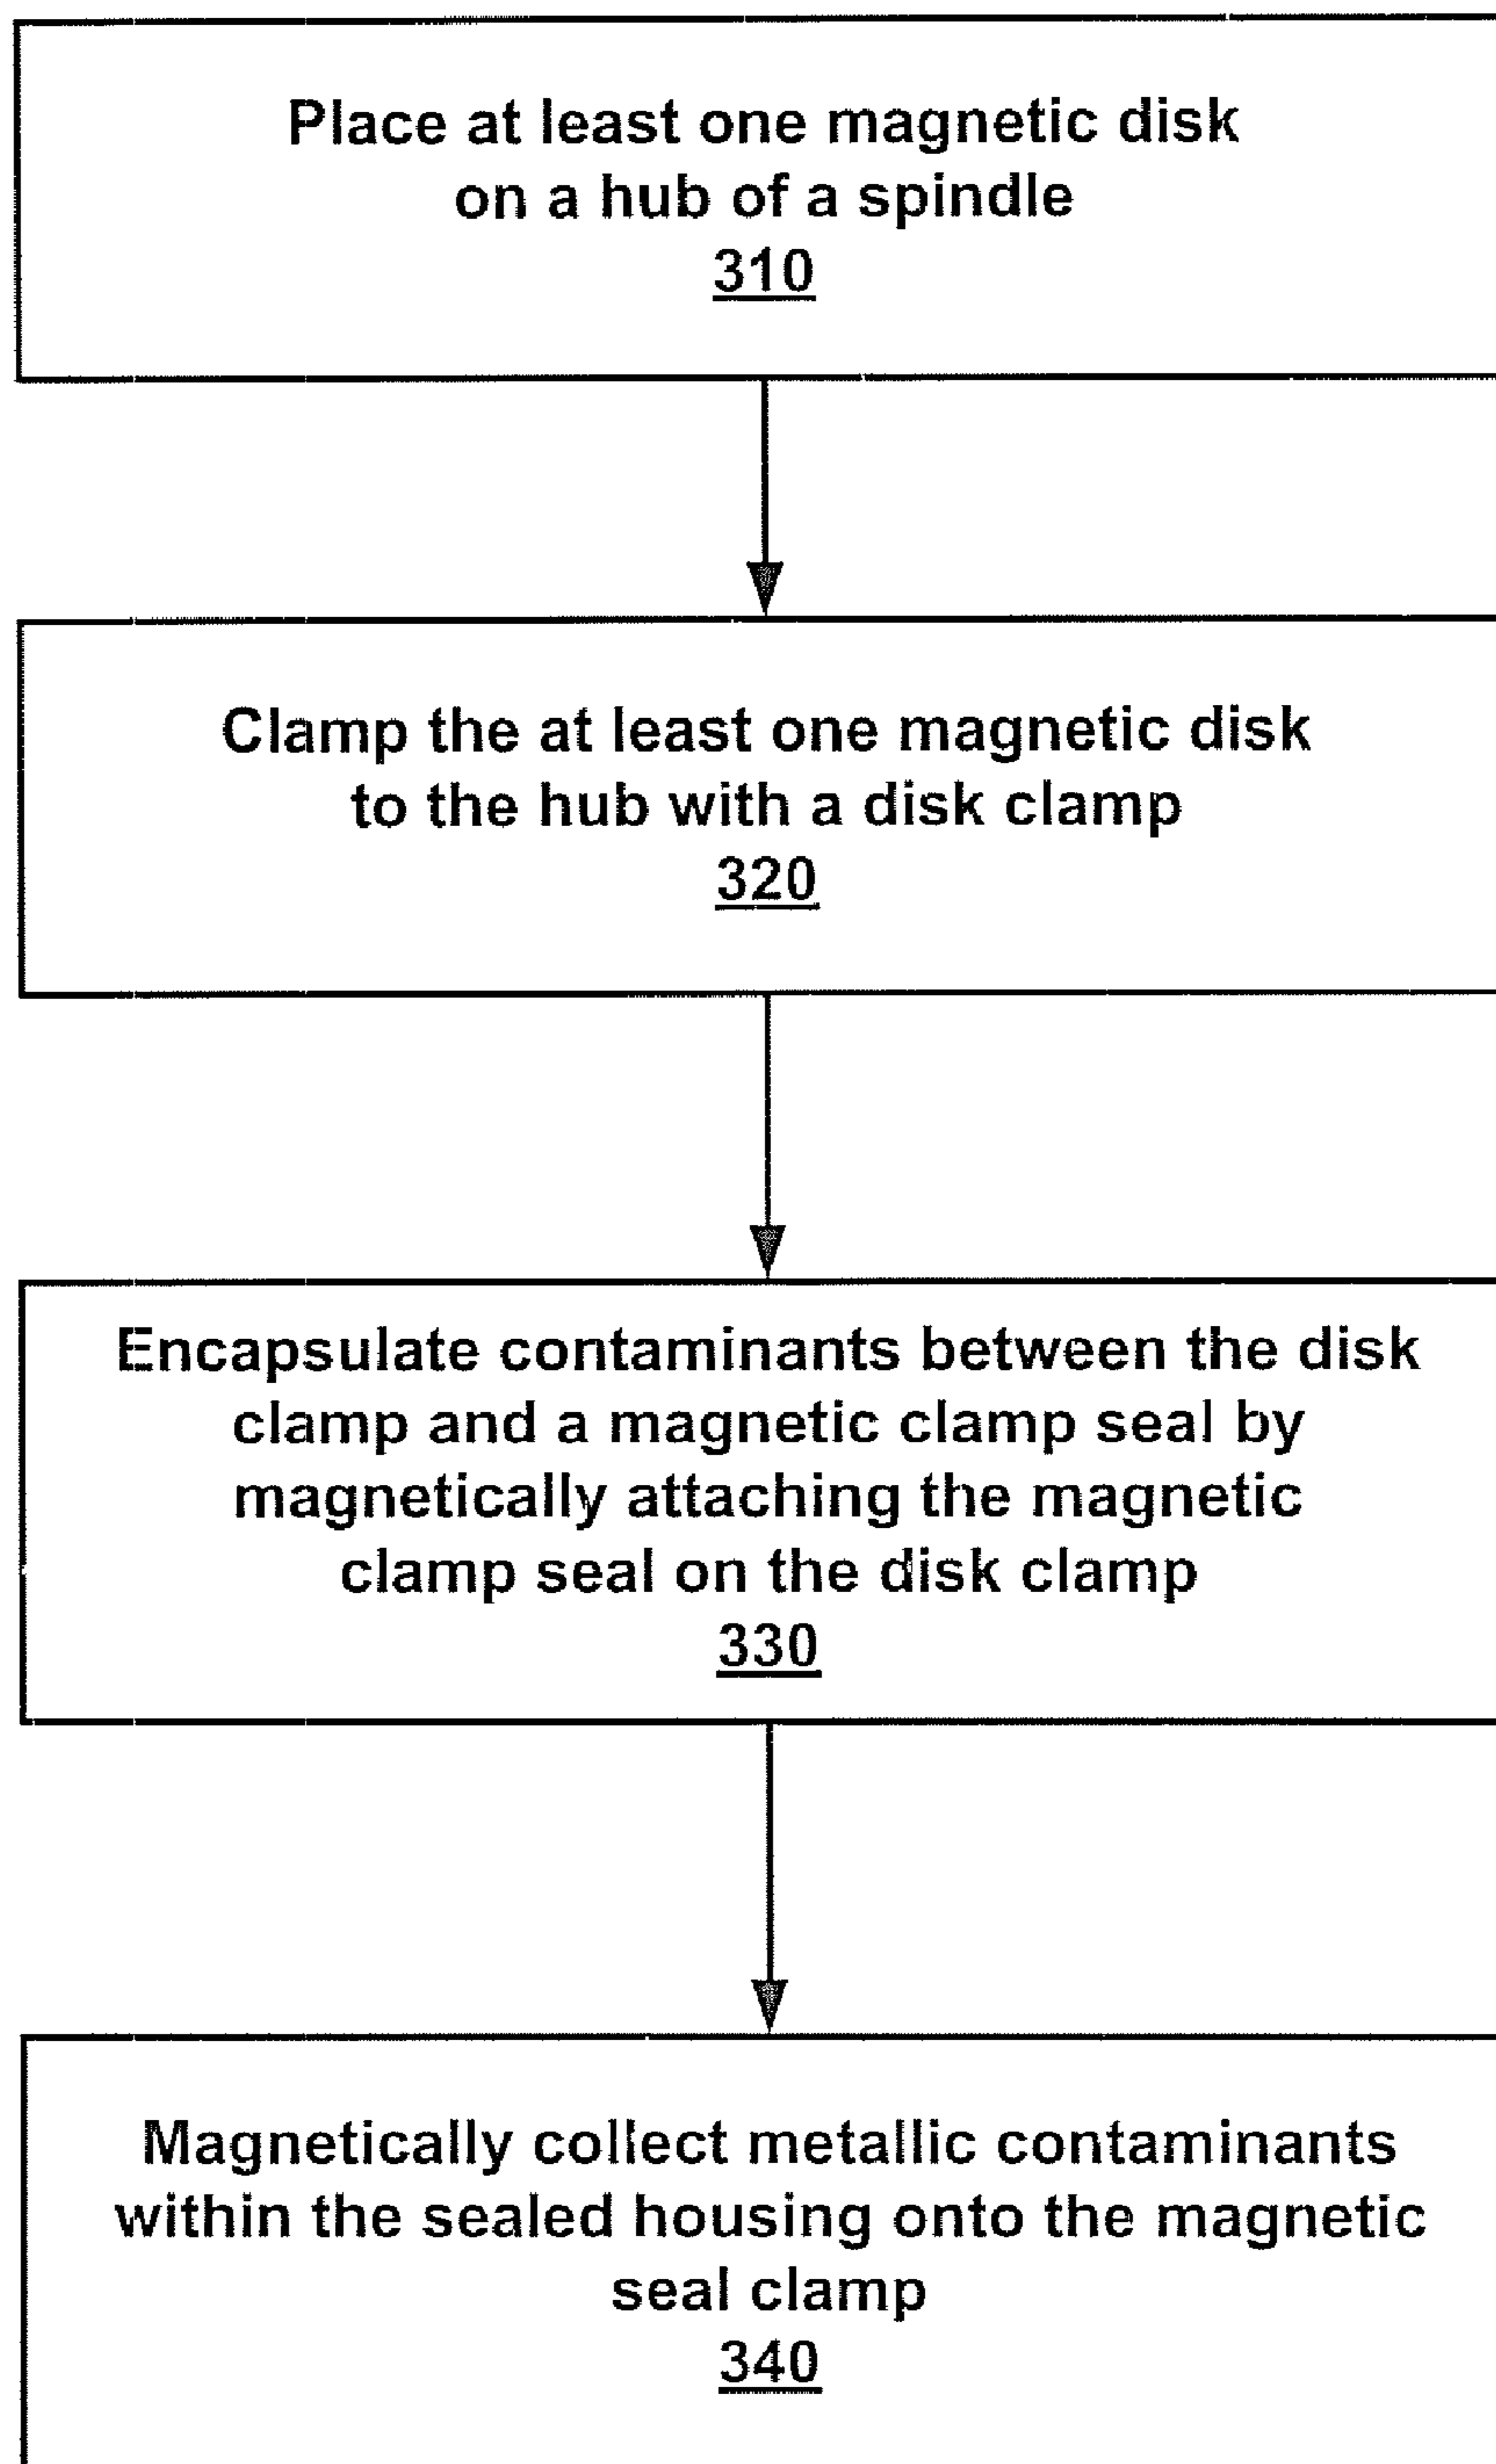 Place at least one magnetic disk
on a hub of a spindle
310
Clamp the at least one magnetic disk
to the hub with a disk clamp
320
Encapsulate contaminants between the disk
clamp and a magnetic clamp seal by
magnetically attaching the magnetic
clamp seal on the disk clamp
330
Magnetically collect metallic contaminants
within the sealed housing onto the magnetic
seal clamp
340